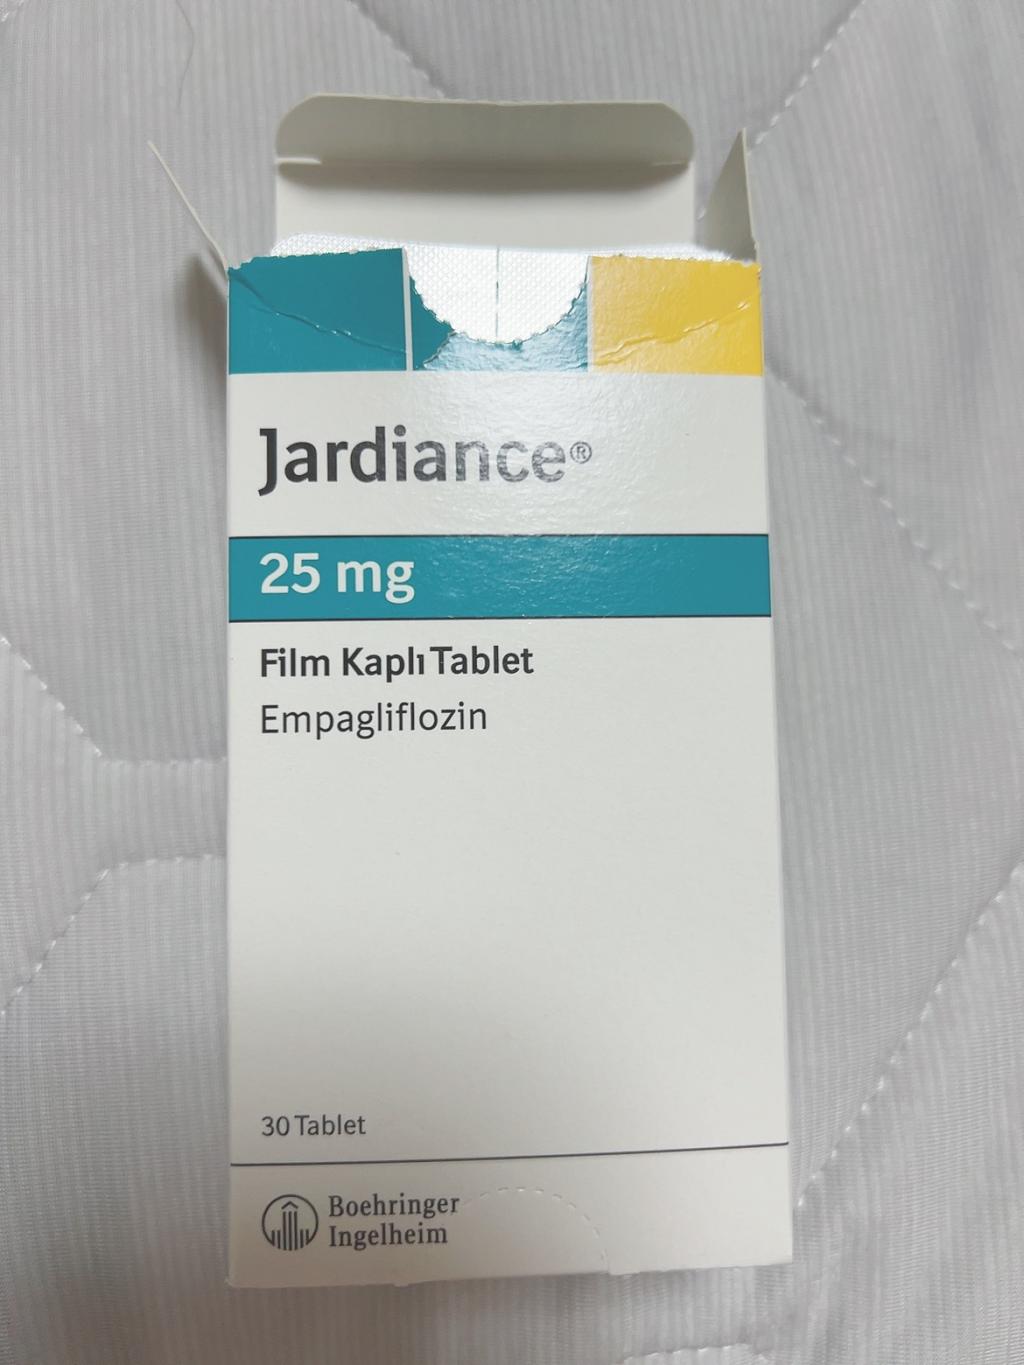 Jardiance®
25 mg
Film Kaplı Tablet
Empagliflozin
30 Tablet
Boehringer
Ingelheim